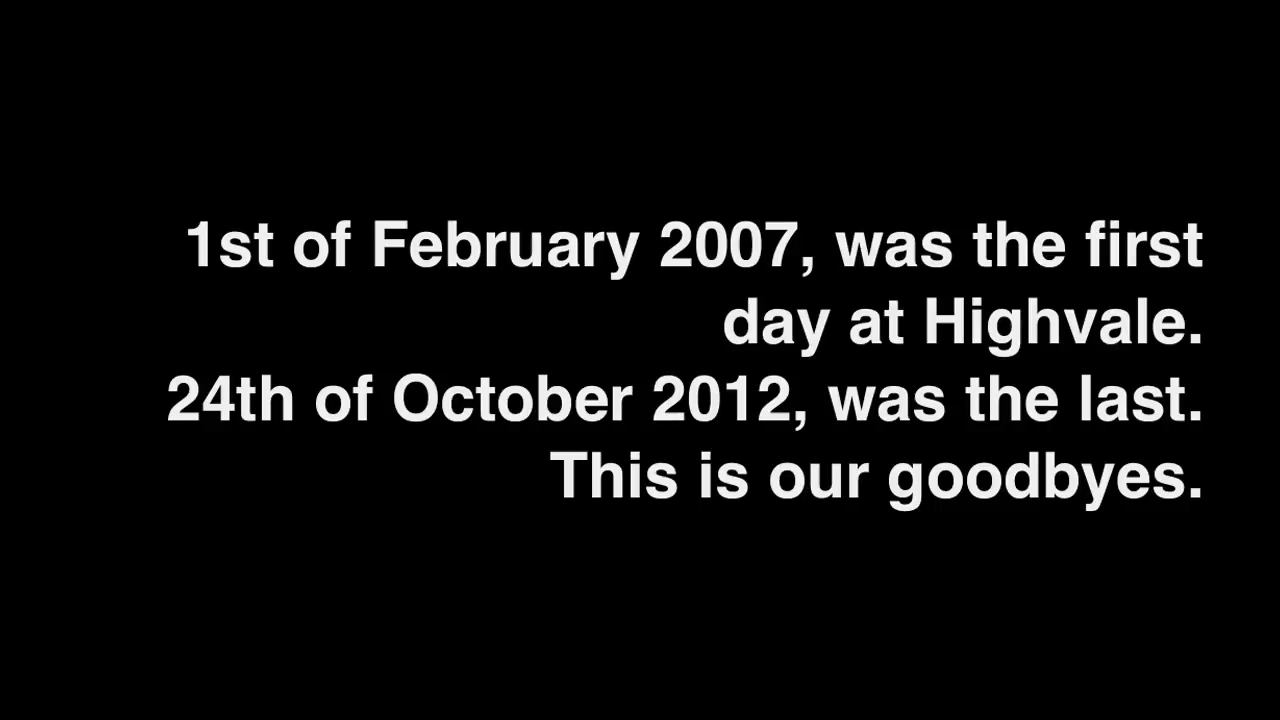 1st of February 2007, was the first
day at Highvale.
24th of October 2012, was the last.
This is our goodbyes.